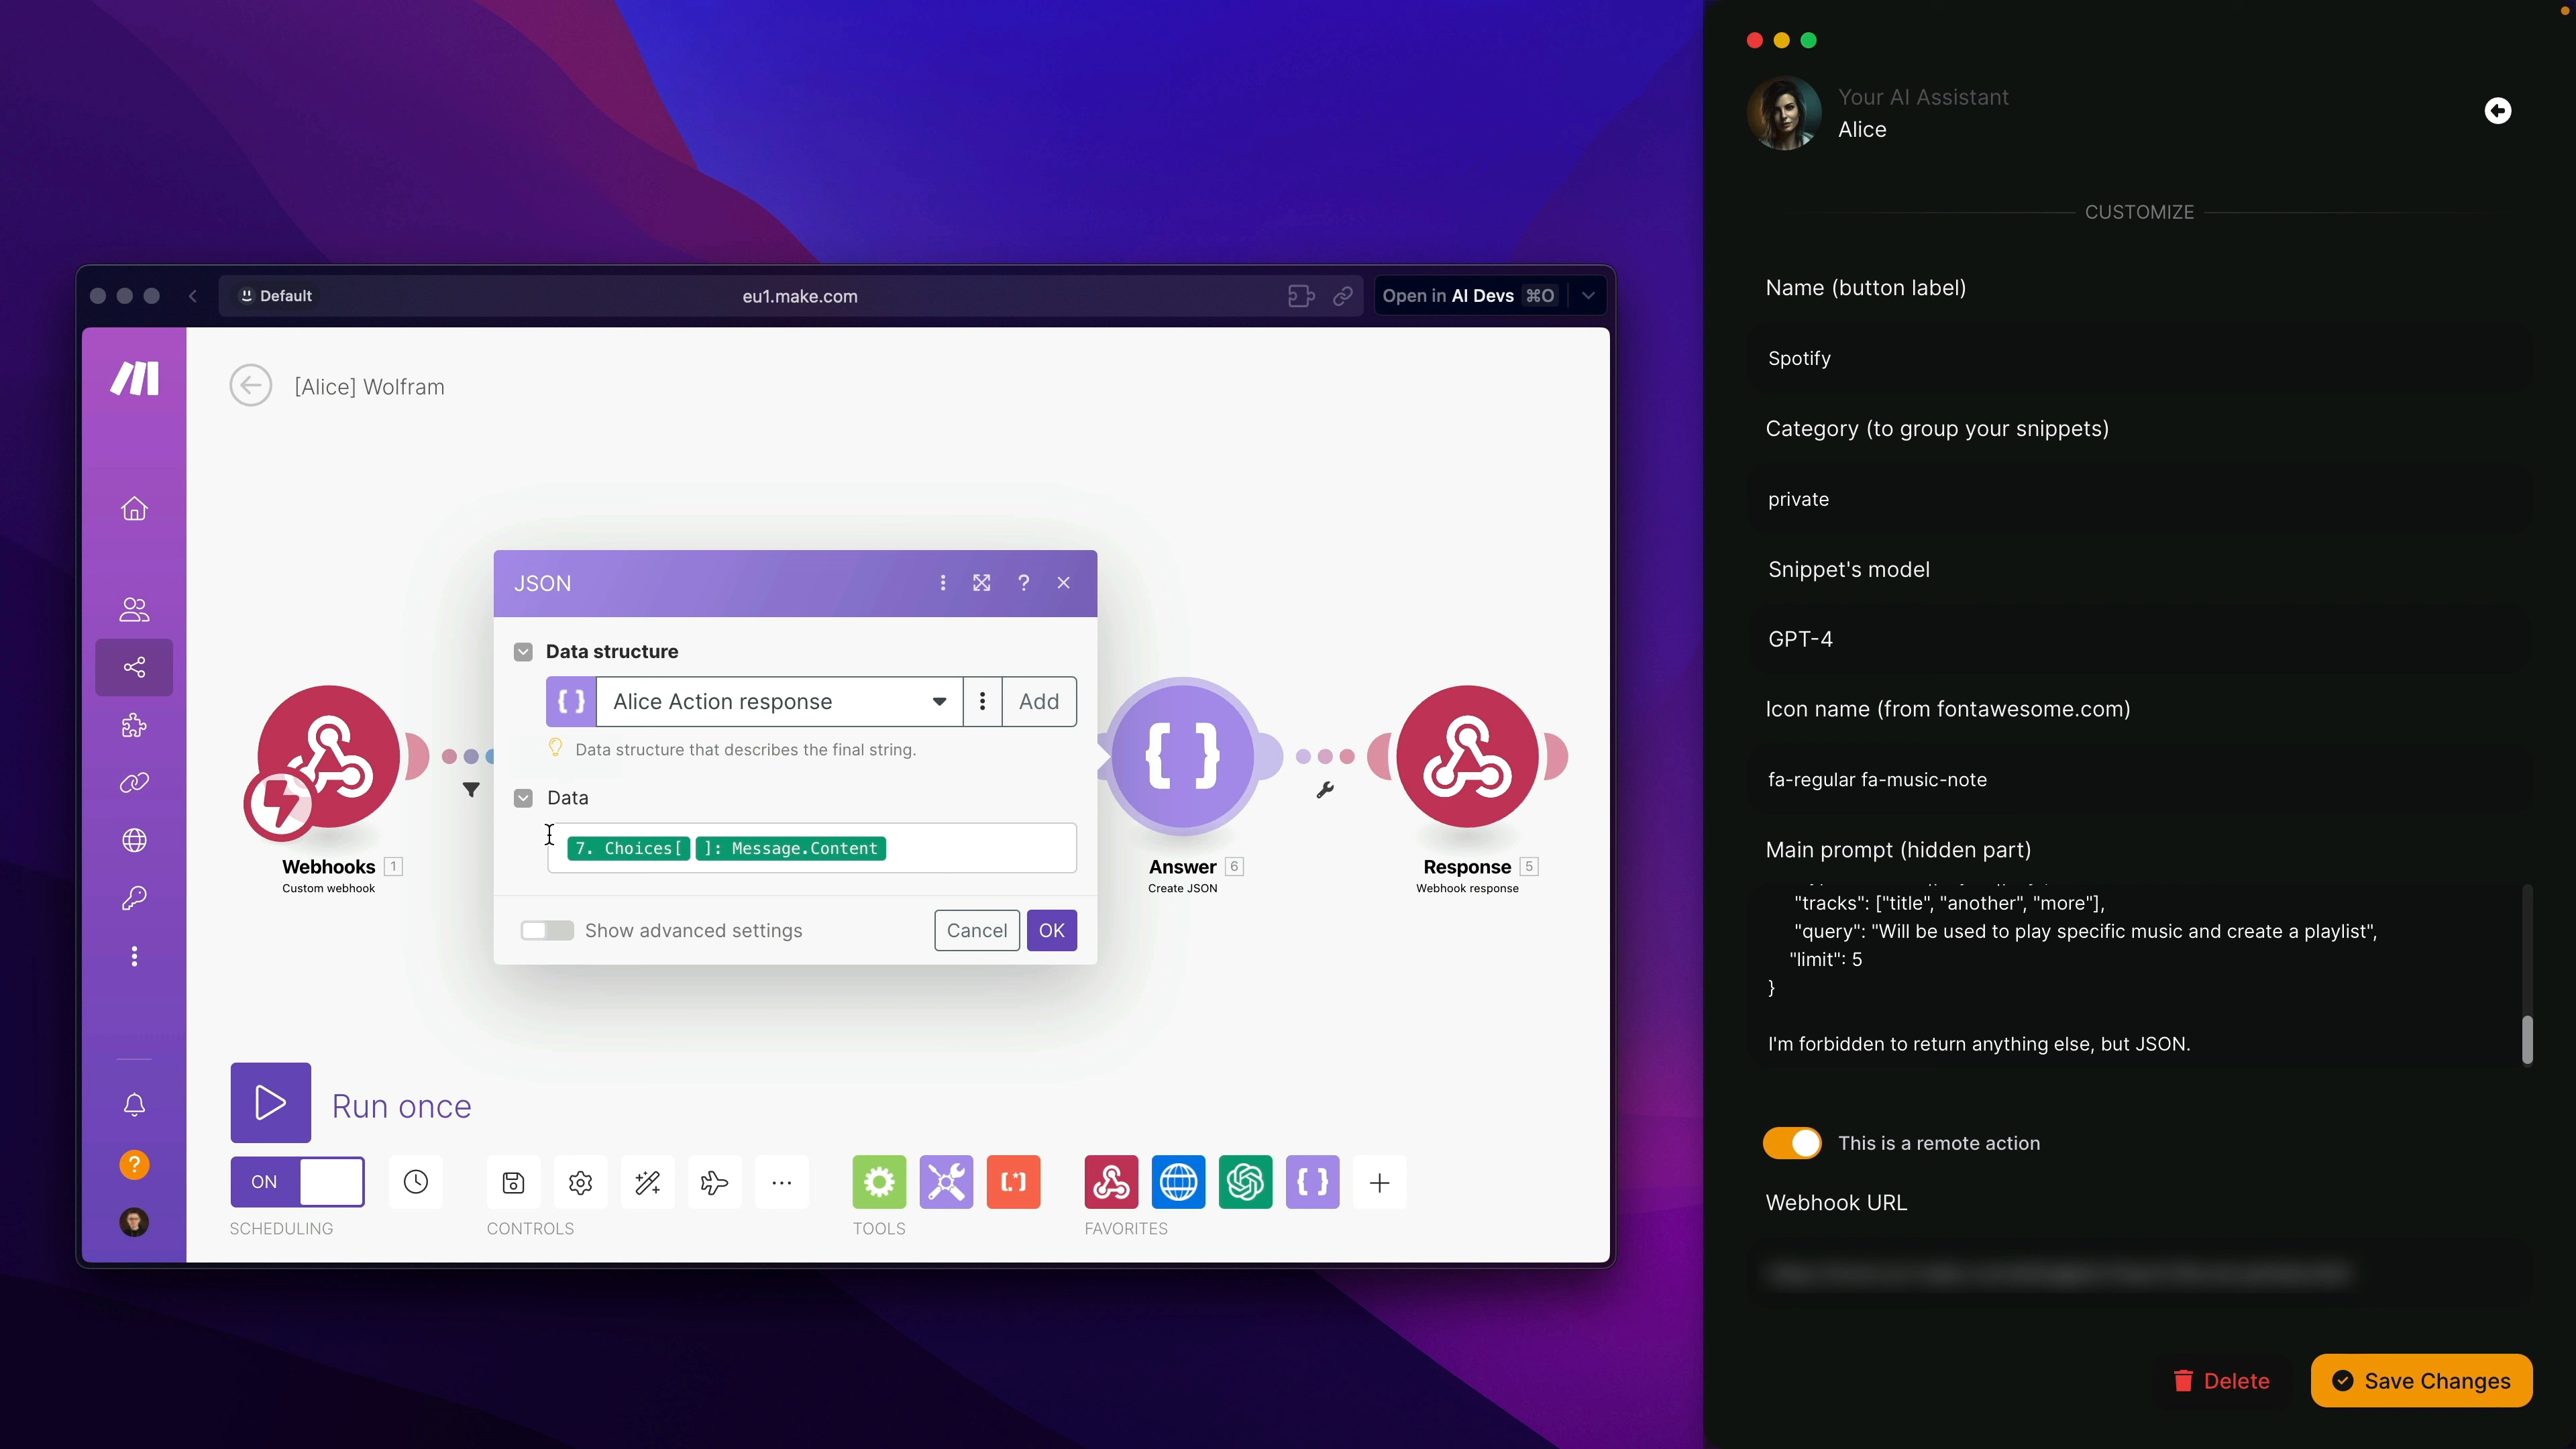 Default
eu1.make.com
Open in AI Devs ⌘O
[Alice] Wolfram
JSON
?
Data structure
{ } Alice Action response
Add
Data structure that describes the final string.
Data
7. Choices[ ]: Message.Content
Show advanced settings
Cancel
OK
Webhooks 1
Custom webhook
{ }
Answer 6
Create JSON
Response 5
Webhook response
Run once
ON
SCHEDULING
CONTROLS
TOOLS
FAVORITES
?
Your AI Assistant
Alice
CUSTOMIZE
Name (button label)
Spotify
Category (to group your snippets)
private
Snippet's model
GPT-4
Icon name (from fontawesome.com)
fa-regular fa-music-note
Main prompt (hidden part)
"tracks": ["title", "another", "more"],
"query": "Will be used to play specific music and create a playlist",
"limit": 5
}
I'm forbidden to return anything else, but JSON.
This is a remote action
Webhook URL
Delete
Save Changes